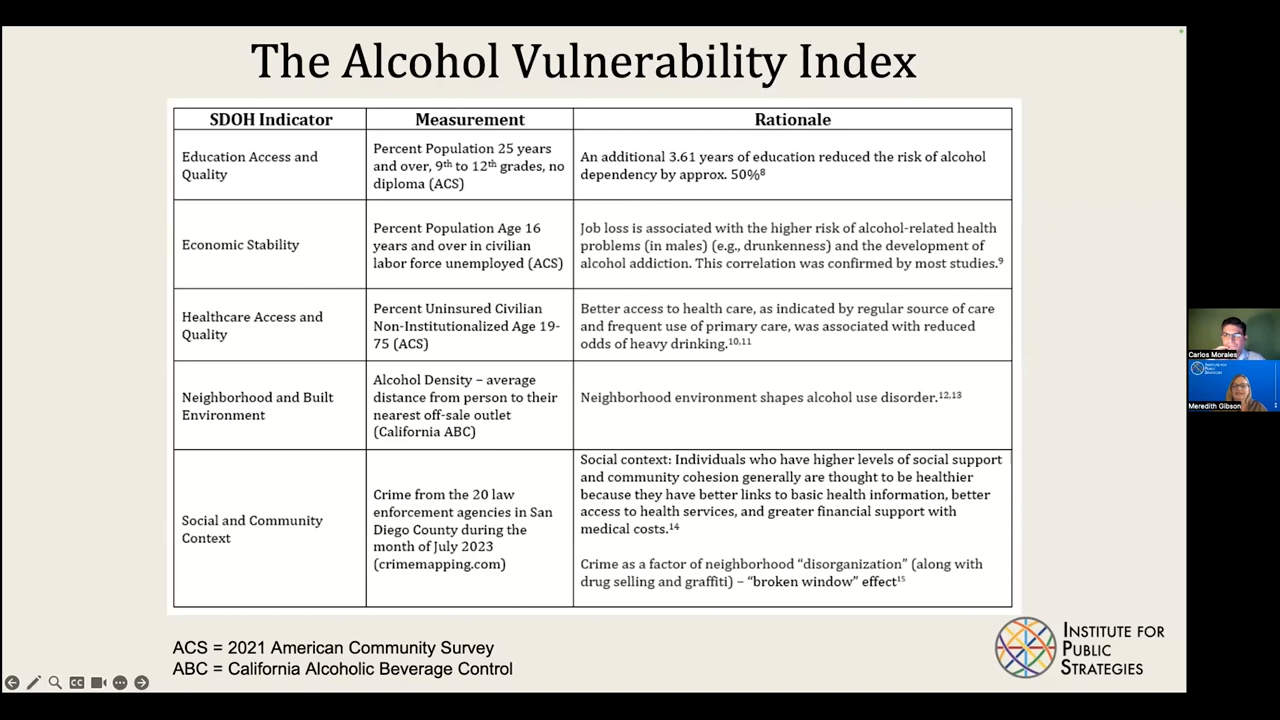 The Alcohol Vulnerability Index
SDOH Indicator
Measurement
Rationale
Education Access and
Quality
Percent Population 25 years
and over, 9th to 12th grades, no
diploma (ACS)
An additional 3.61 years of education reduced the risk of alcohol
dependency by approx. 50%8
Economic Stability
Percent Population Age 16
years and over in civilian
labor force unemployed (ACS)
Job loss is associated with the higher risk of alcohol-related health
problems (in males) (e.g., drunkenness) and the development of
alcohol addiction. This correlation was confirmed by most studies.9
Healthcare Access and
Quality
Percent Uninsured Civilian
Non-Institutionalized Age 19-
75 (ACS)
Better access to health care, as indicated by regular source of care
and frequent use of primary care, was associated with reduced
odds of heavy drinking.10,11
Neighborhood and Built
Environment
Alcohol Density – average
distance from person to their
nearest off-sale outlet
(California ABC)
Neighborhood environment shapes alcohol use disorder.12,13
Social and Community
Context
Crime from the 20 law
enforcement agencies in San
Diego County during the
month of July 2023
(crimemapping.com)
Social context: Individuals who have higher levels of social support
and community cohesion generally are thought to be healthier
because they have better links to basic health information, better
access to health services, and greater financial support with
medical costs.14
Crime as a factor of neighborhood “disorganization” (along with
drug selling and graffiti) – “broken window” effect15
ACS = 2021 American Community Survey
ABC = California Alcoholic Beverage Control
INSTITUTE FOR
PUBLIC
STRATEGIES
CC
Carlos Morales
INSTITUTE FOR
PUBLIC
STRATEGIES
Meredith Gibson